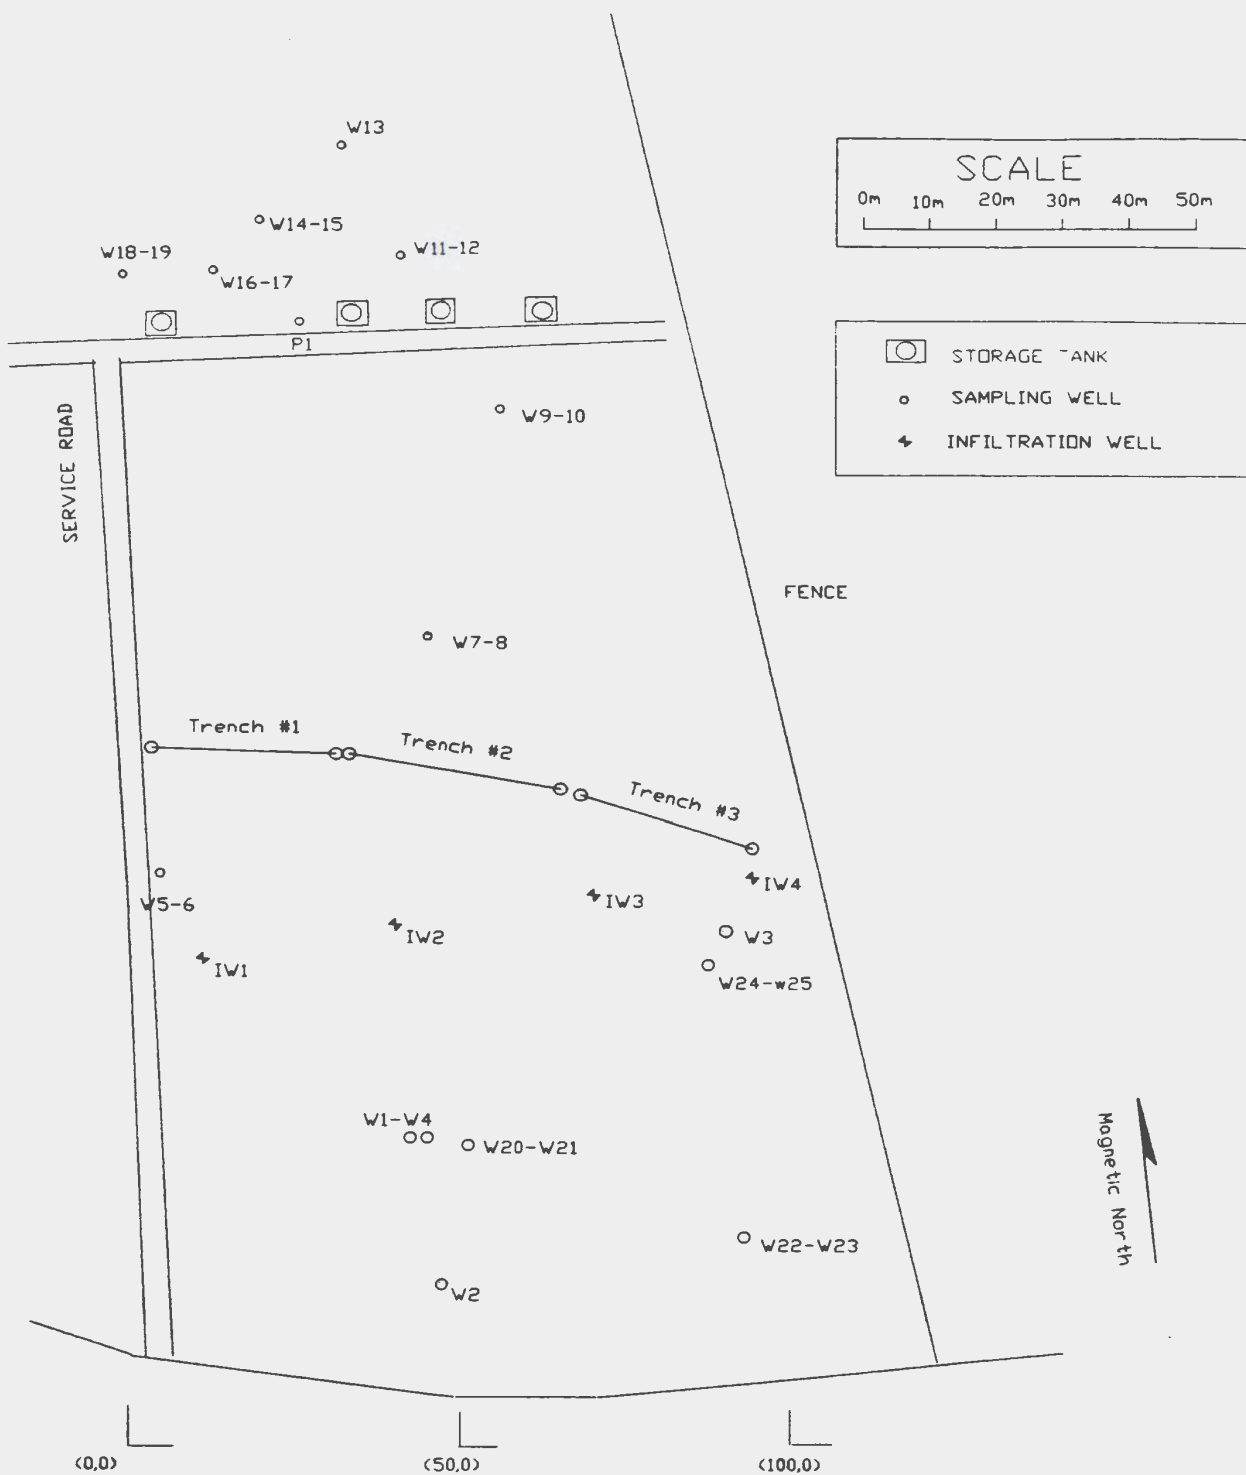 W13
SCALE
0m 10m 20m 30m 40m 50m
W14-15
W11-12
W18-19
W16-17
P1
STORAGE TANK
SAMPLING WELL
INFILTRATION WELL
W9-10
SERVICE ROAD
FENCE
W7-8
Trench #1
Trench #2
Trench #3
IW4
IW3
W5-6
IW2
W3
IW1
W24-w25
W1-W4
W20-W21
Magnetic North
W22-W23
W2
(0,0) (50,0) (100,0)